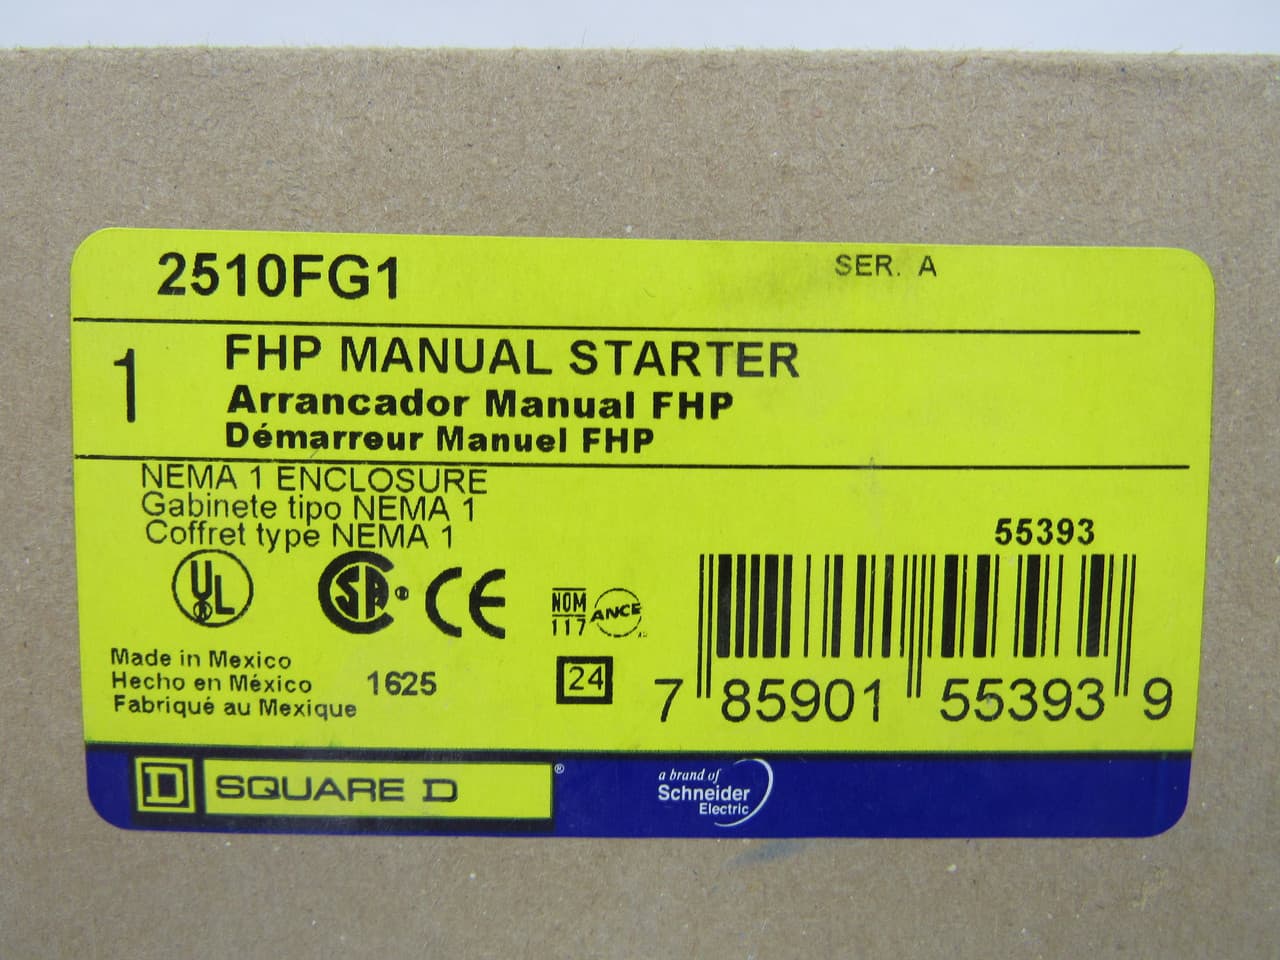 2510FG1 SER. A
1 FHP MANUAL STARTER
Arrancador Manual FHP
Démarreur Manuel FHP
NEMA 1 ENCLOSURE
Gabinete tipo NEMA 1
Coffret type NEMA 1
55393
UL ® SA ® CE NOM 117 ANCE
Made in Mexico
Hecho en México 1625
Fabriqué au Mexique
24
7 85901 55393 9
D SQUARE D ®
a brand of
Schneider
Electric